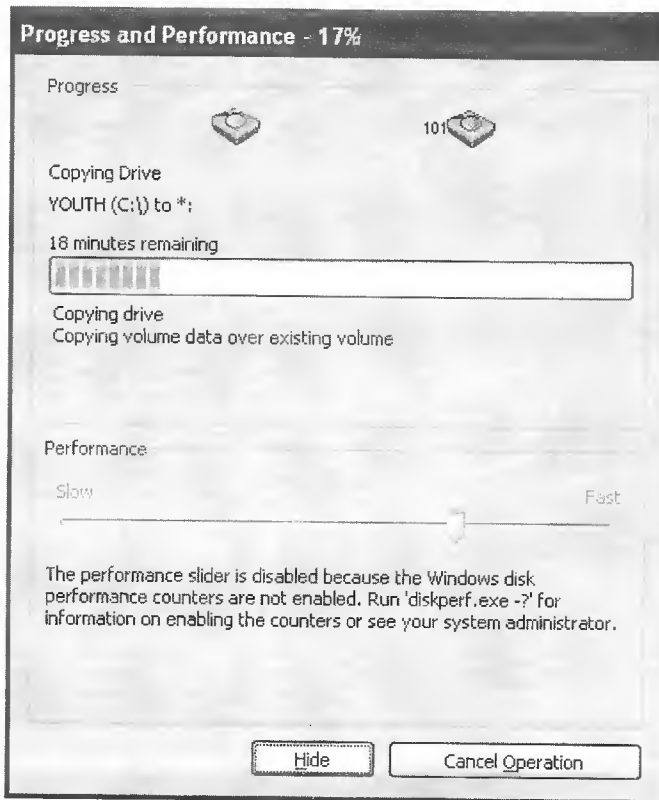 Progress and Performance - 17%
Progress
101
Copying Drive
YOUTH (C:\) to *:
18 minutes remaining
Copying drive
Copying volume data over existing volume
Performance
Slow Fast
The performance slider is disabled because the Windows disk
performance counters are not enabled. Run 'diskperf.exe -?' for
information on enabling the counters or see your system administrator.
Hide Cancel Operation